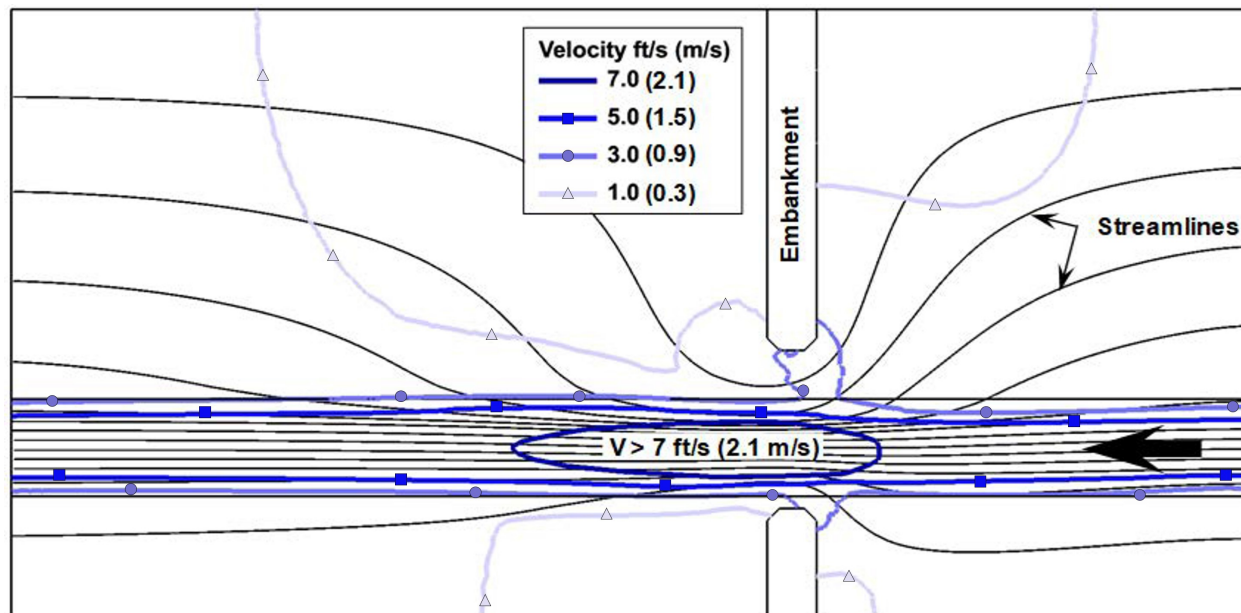 Velocity ft/s (m/s)
7.0 (2.1)
5.0 (1.5)
3.0 (0.9)
1.0 (0.3)
Embankment
Streamlines
V > 7 ft/s (2.1 m/s)